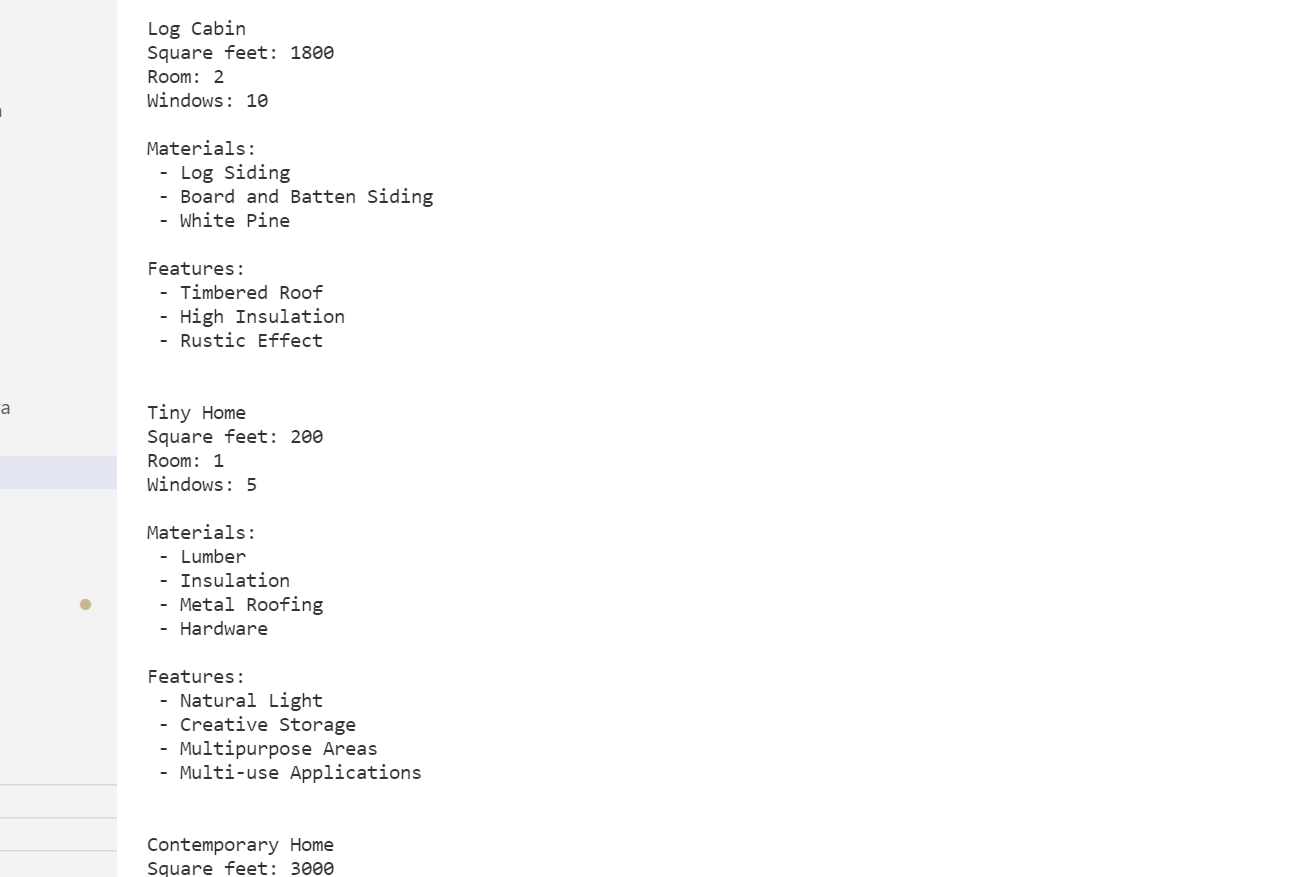 Log Cabin
Square feet: 1800
Room: 2
Windows: 10
Materials:
- Log Siding
- Board and Batten Siding
- White Pine
Features:
- Timbered Roof
- High Insulation
- Rustic Effect
a
Tiny Home
Square feet: 200
Room: 1
Windows: 5
Materials:
- Lumber
- Insulation
- Metal Roofing
- Hardware
Features:
- Natural Light
- Creative Storage
- Multipurpose Areas
- Multi-use Applications
Contemporary Home
Square feet: 3000